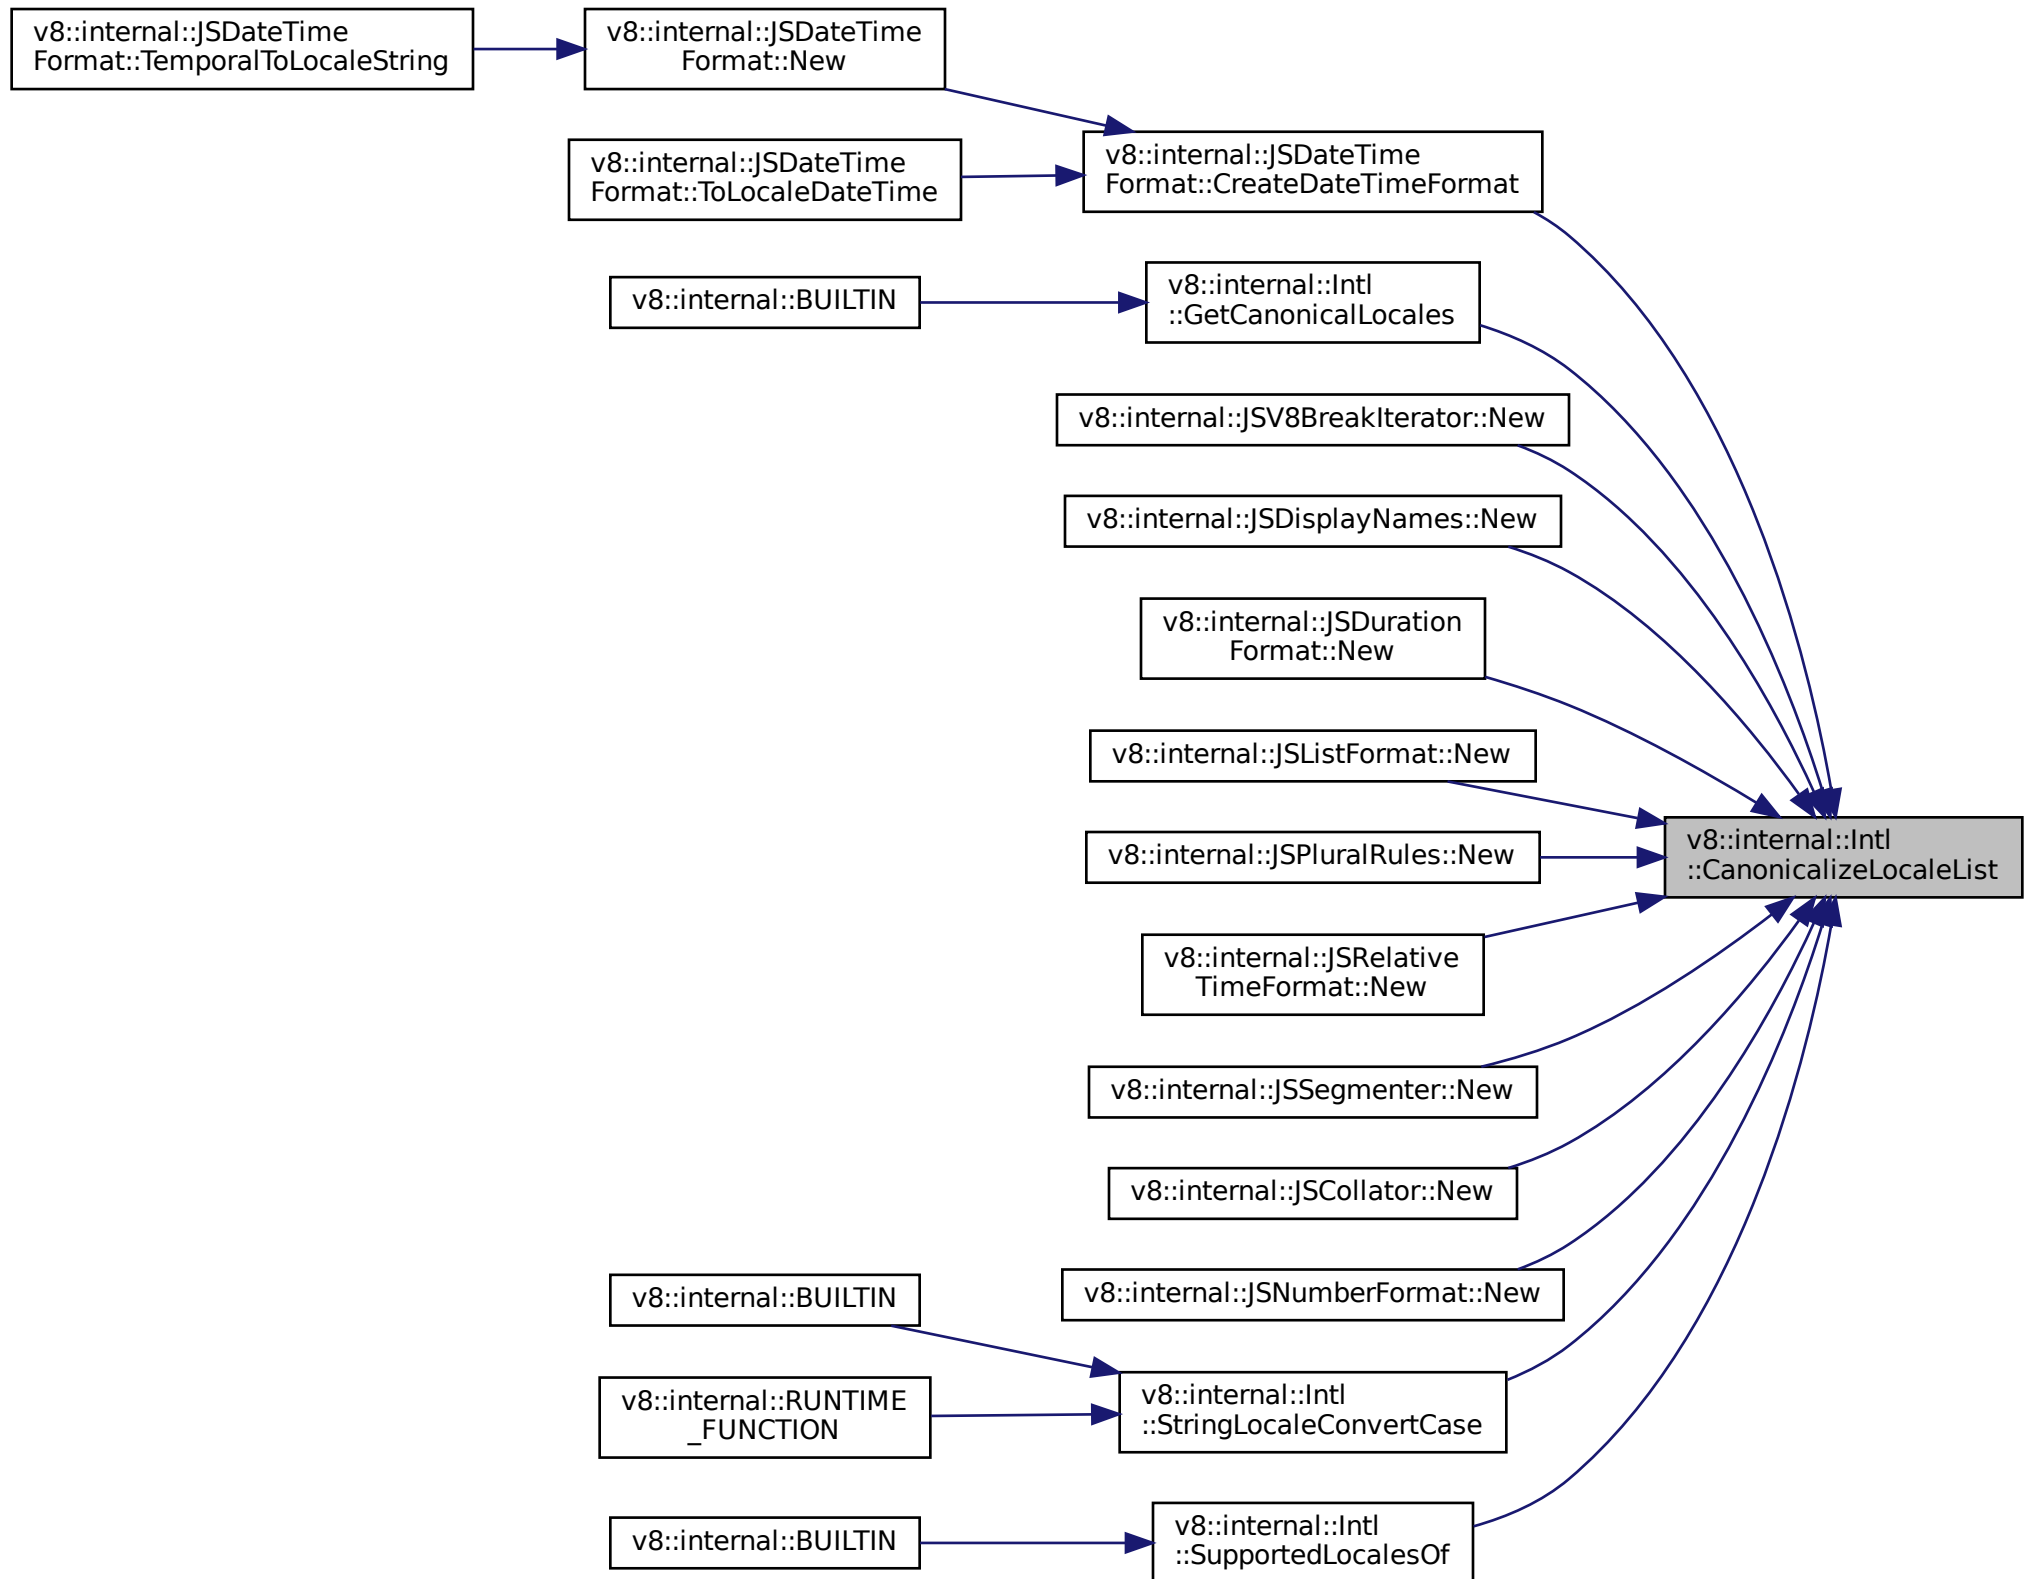 v8::internal::JSDateTime
Format::TemporalToLocaleString
v8::internal::JSDateTime
Format::New
v8::internal::JSDateTime
Format::ToLocaleDateTime
v8::internal::JSDateTime
Format::CreateDateTimeFormat
v8::internal::BUILTIN
v8::internal::Intl
::GetCanonicalLocales
v8::internal::JSV8BreakIterator::New
v8::internal::JSDisplayNames::New
v8::internal::JSDuration
Format::New
v8::internal::JSListFormat::New
v8::internal::JSPluralRules::New
v8::internal::Intl
::CanonicalizeLocaleList
v8::internal::JSRelative
TimeFormat::New
v8::internal::JSSegmenter::New
v8::internal::JSCollator::New
v8::internal::JSNumberFormat::New
v8::internal::BUILTIN
v8::internal::RUNTIME
_FUNCTION
v8::internal::Intl
::StringLocaleConvertCase
v8::internal::BUILTIN
v8::internal::Intl
::SupportedLocalesOf